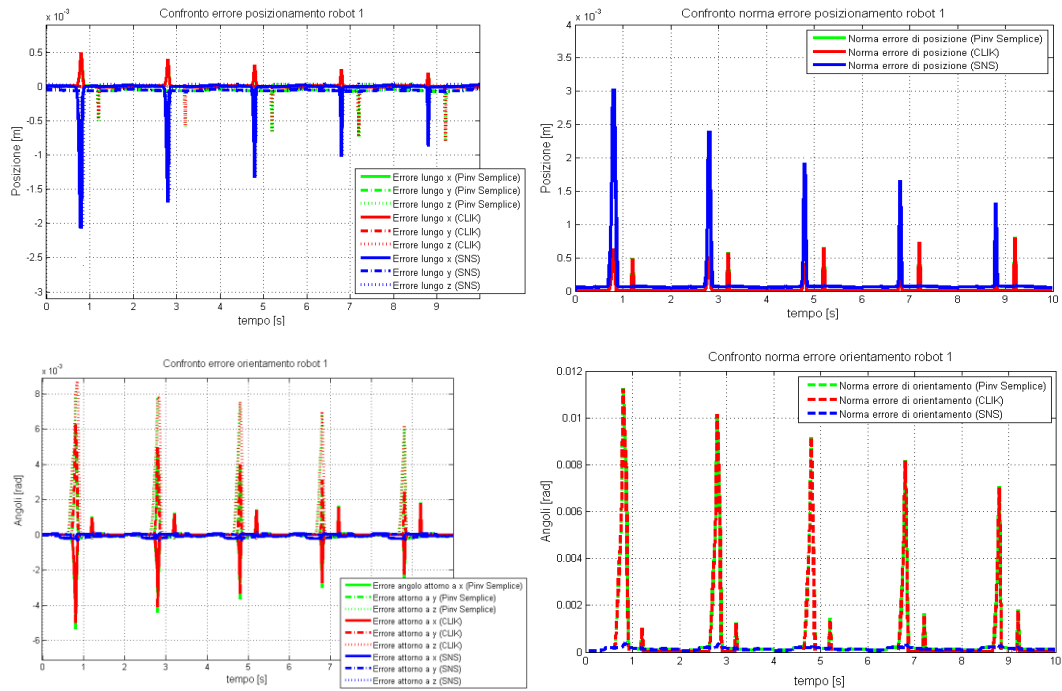 Confronto errore posizionamento robot 1
x 10⁻³
0.5
0
-0.5
-1
-1.5
-2
-2.5
-3
Posizione [m]
0 1 2 3 4 5 6 7 8 9
tempo [s]
Errore lungo x (Pinv Semplice)
Errore lungo y (Pinv Semplice)
Errore lungo z (Pinv Semplice)
Errore lungo x (CLIK)
Errore lungo y (CLIK)
Errore lungo z (CLIK)
Errore lungo x (SNS)
Errore lungo y (SNS)
Errore lungo z (SNS)
Confronto norma errore posizionamento robot 1
x 10⁻³
4
3.5
3
2.5
2
1.5
1
0.5
0
Posizione [m]
0 1 2 3 4 5 6 7 8 9 10
tempo [s]
Norma errore di posizione (Pinv Semplice)
Norma errore di posizione (CLIK)
Norma errore di posizione (SNS)
Confronto errore orientamento robot 1
x 10⁻³
8
6
4
2
0
-2
-4
-6
Angoli [rad]
0 1 2 3 4 5 6 7
tempo [s]
Errore angolo attorno a x (Pinv Semplice)
Errore attorno a y (Pinv Semplice)
Errore attorno a z (Pinv Semplice)
Errore attorno a x (CLIK)
Errore attorno a y (CLIK)
Errore attorno a z (CLIK)
Errore attorno a x (SNS)
Errore attorno a y (SNS)
Errore attorno a z (SNS)
Confronto norma errore orientamento robot 1
0.012
0.01
0.008
0.006
0.004
0.002
0
Angoli [rad]
0 1 2 3 4 5 6 7 8 9 10
tempo [s]
Norma errore di orientamento (Pinv Semplice)
Norma errore di orientamento (CLIK)
Norma errore di orientamento (SNS)